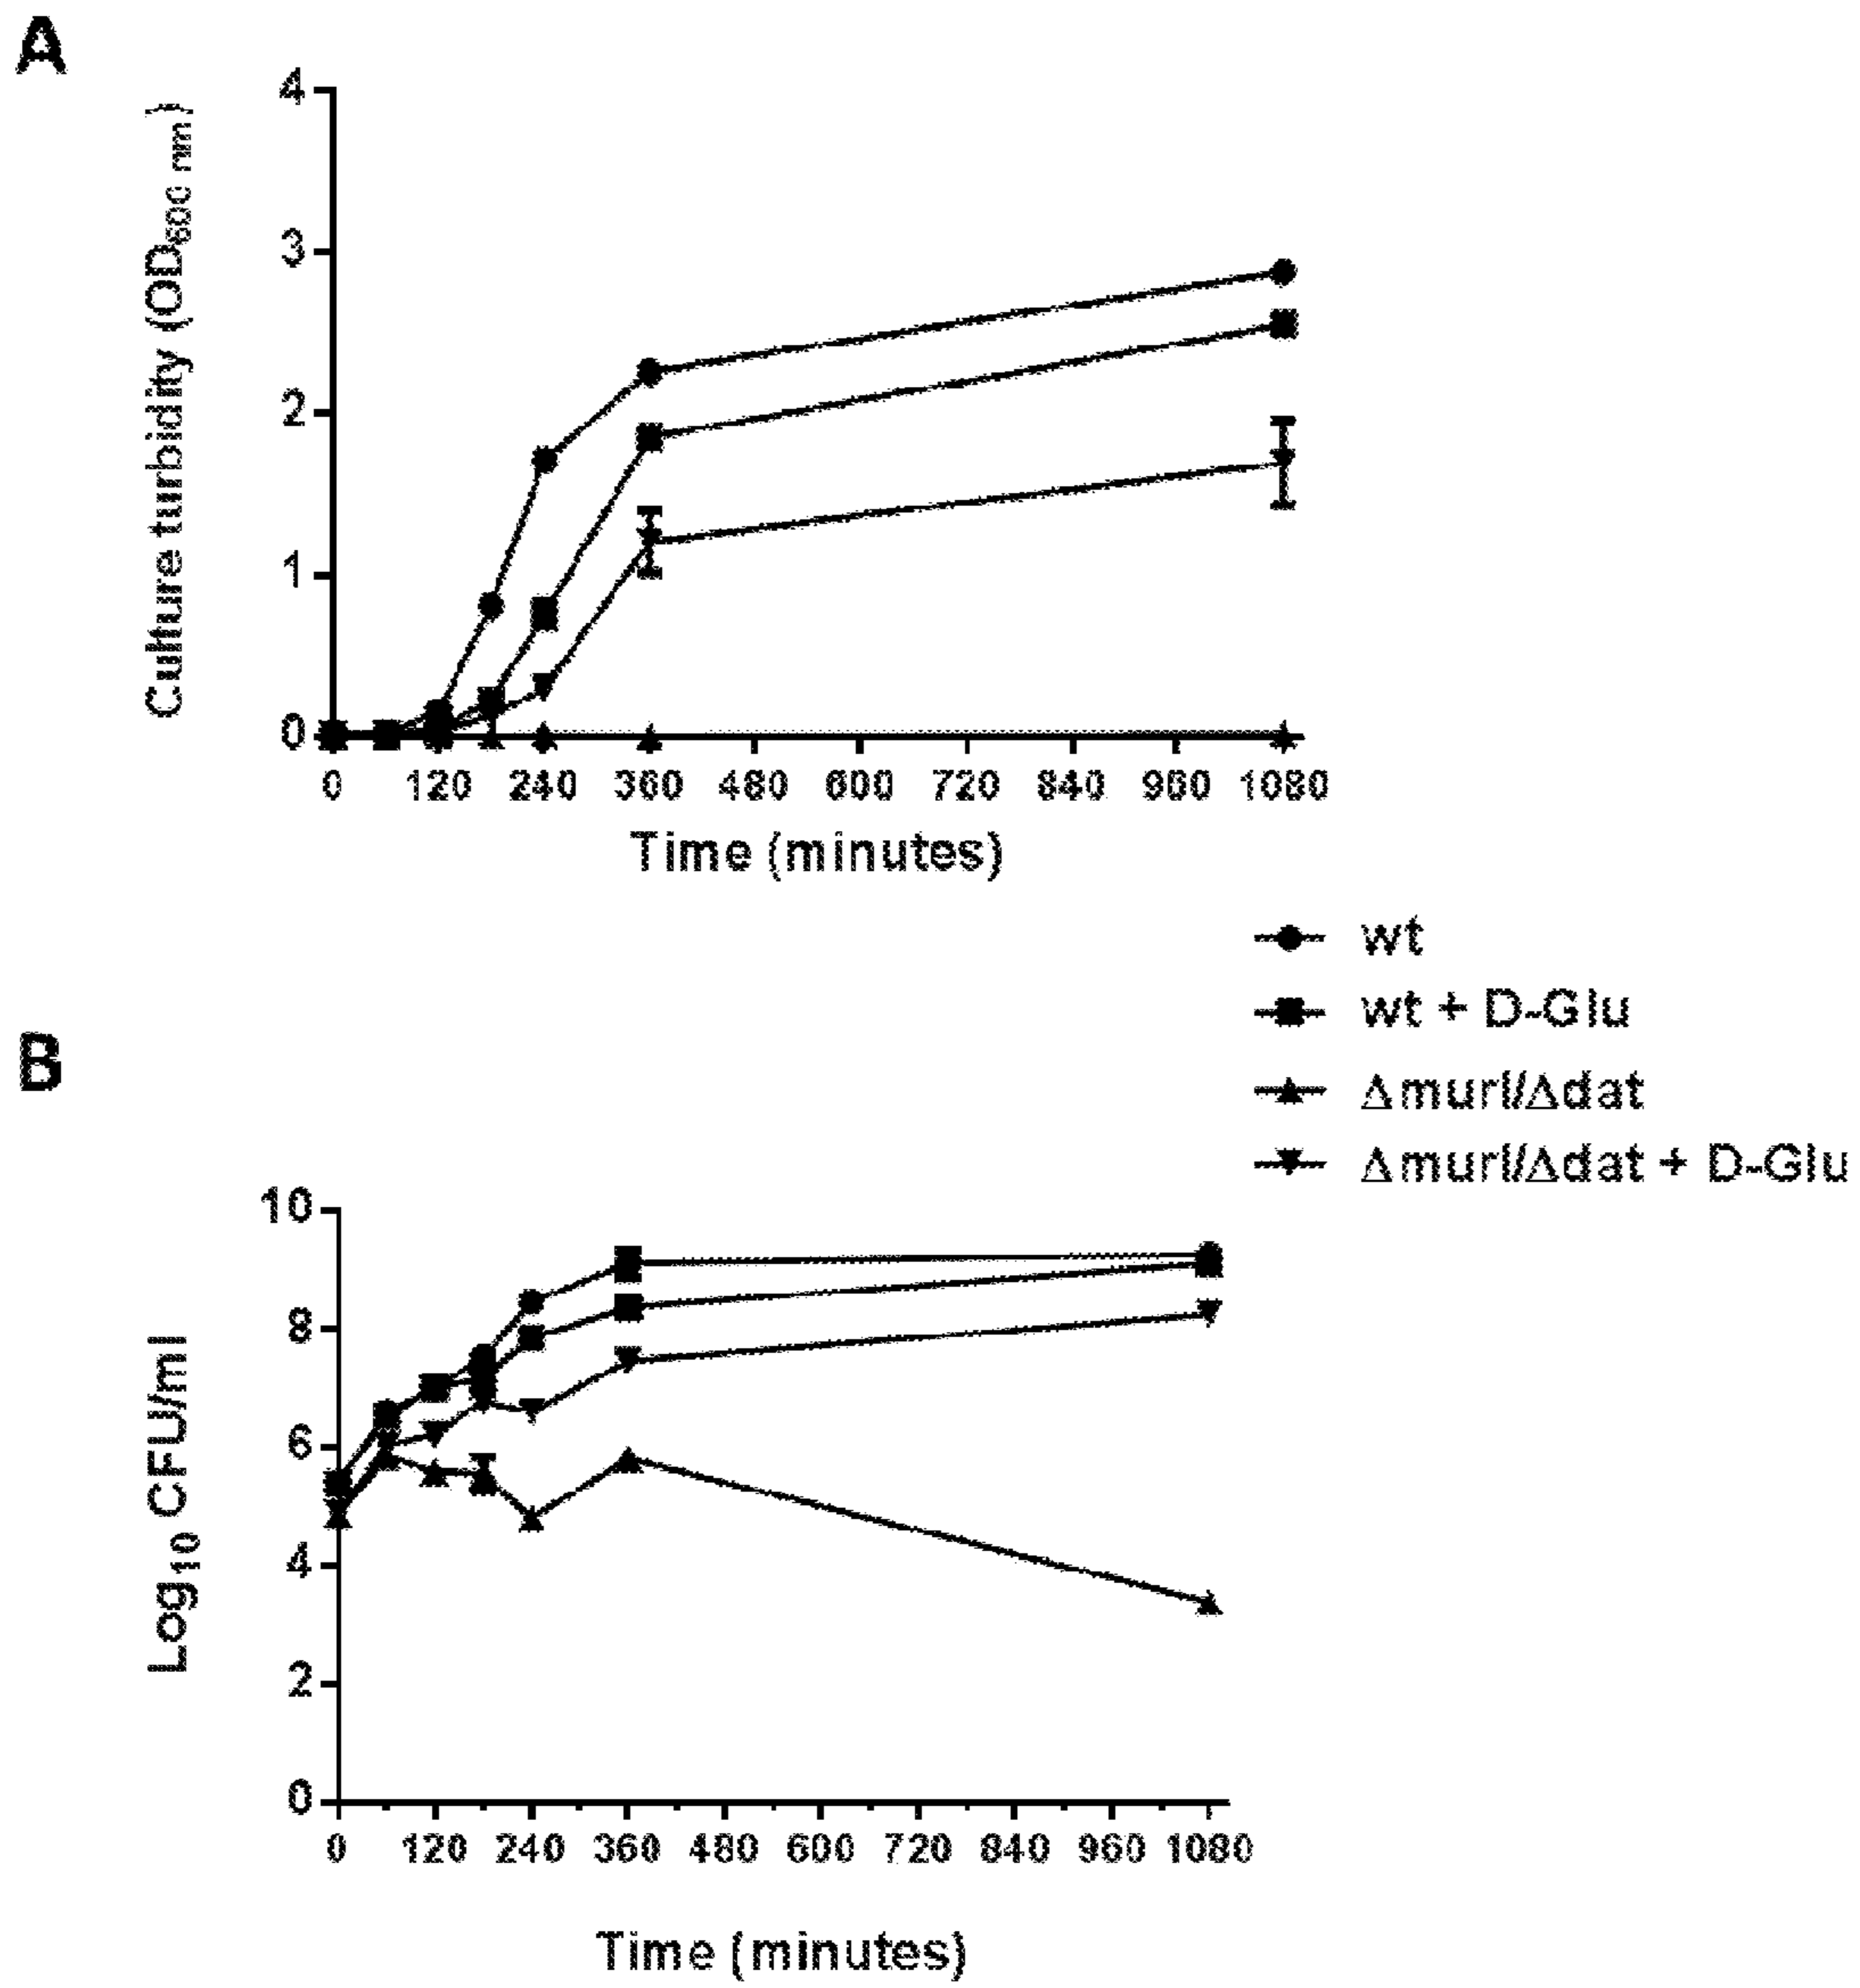 A
Culture turbidity (OD600 nm)
4
3
2
1
0
0 120 240 360 480 600 720 840 960 1080
Time (minutes)
wt
wt + D-Glu
ΔmurI/Δdat
ΔmurI/Δdat + D-Glu
B
Log10 CFU/ml
10
8
6
4
2
0
0 120 240 360 480 600 720 840 960 1080
Time (minutes)